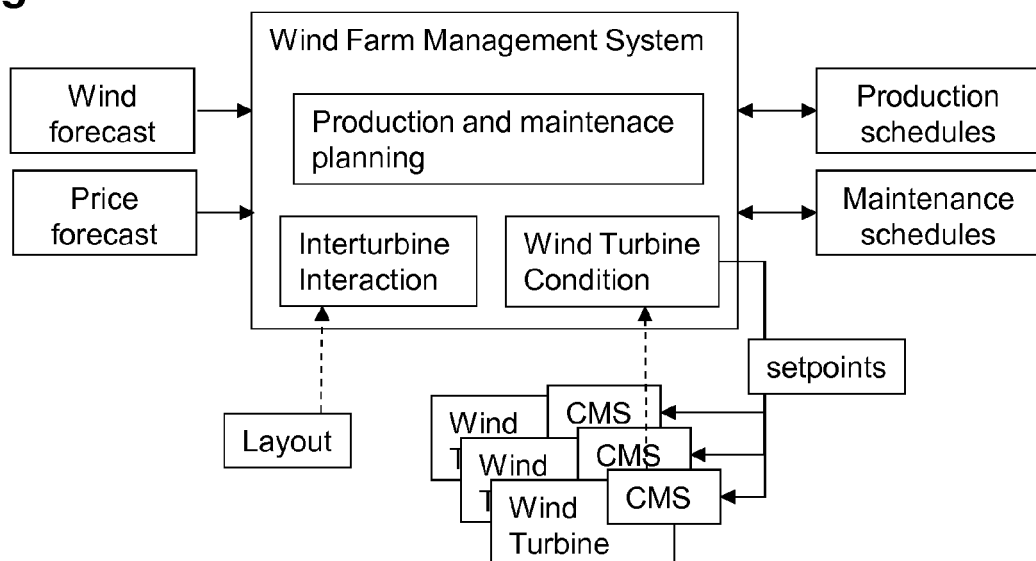 Wind Farm Management System
Wind
forecast
Production and maintenace
planning
Production
schedules
Price
forecast
Maintenance
schedules
Interturbine
Interaction
Wind Turbine
Condition
setpoints
Layout
Wind
CMS
Wind
CMS
Wind
Turbine
CMS